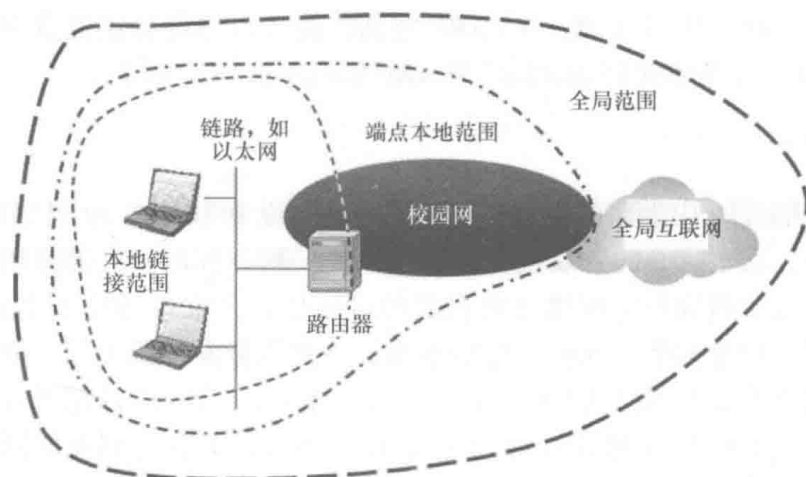 全局范围
链路，如
以太网
端点本地范围
校园网
全局互联网
本地链
接范围
路由器